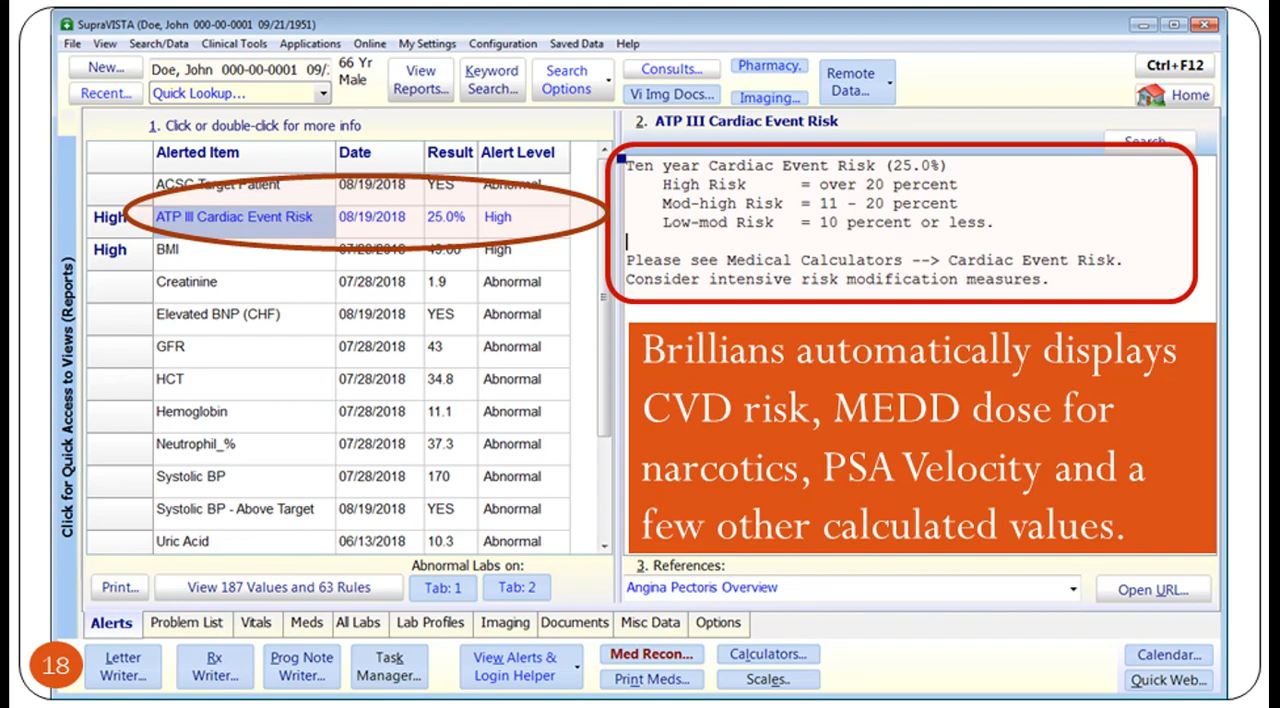 SupraVISTA (Doe, John 000-00-0001 09/21/1951)
File View Search/Data Clinical Tools Applications Online My Settings Configuration Saved Data Help
New... Doe, John 000-00-0001 09/: 66 Yr Male View Reports... Keyword Search... Search Options Consults... Pharmacy. Remote Data... Ctrl+F12
Recent... Quick Lookup... Vi Img Docs... Imaging... Home
Click for Quick Access to Views (Reports)
1. Click or double-click for more info
Alerted Item Date Result Alert Level
ACSC Target Patient 08/19/2018 YES Abnormal
High ATP III Cardiac Event Risk 08/19/2018 25.0% High
High BMI 07/28/2018 45.00 High
Creatinine 07/28/2018 1.9 Abnormal
Elevated BNP (CHF) 08/19/2018 YES Abnormal
GFR 07/28/2018 43 Abnormal
HCT 07/28/2018 34.8 Abnormal
Hemoglobin 07/28/2018 11.1 Abnormal
Neutrophil_% 07/28/2018 37.3 Abnormal
Systolic BP 07/28/2018 170 Abnormal
Systolic BP - Above Target 08/19/2018 YES Abnormal
Uric Acid 06/13/2018 10.3 Abnormal
Abnormal Labs on:
Print... View 187 Values and 63 Rules Tab: 1 Tab: 2
2. ATP III Cardiac Event Risk
Search
Ten year Cardiac Event Risk (25.0%)
High Risk = over 20 percent
Mod-high Risk = 11 - 20 percent
Low-mod Risk = 10 percent or less.
Please see Medical Calculators --> Cardiac Event Risk.
Consider intensive risk modification measures.
Brillians automatically displays
CVD risk, MEDD dose for
narcotics, PSA Velocity and a
few other calculated values.
3. References:
Angina Pectoris Overview Open URL...
Alerts Problem List Vitals Meds All Labs Lab Profiles Imaging Documents Misc Data Options
18
Letter Writer... Rx Writer... Prog Note Writer... Task Manager... View Alerts & Login Helper Med Recon... Calculators... Calendar...
Print Meds... Scales.. Quick Web...